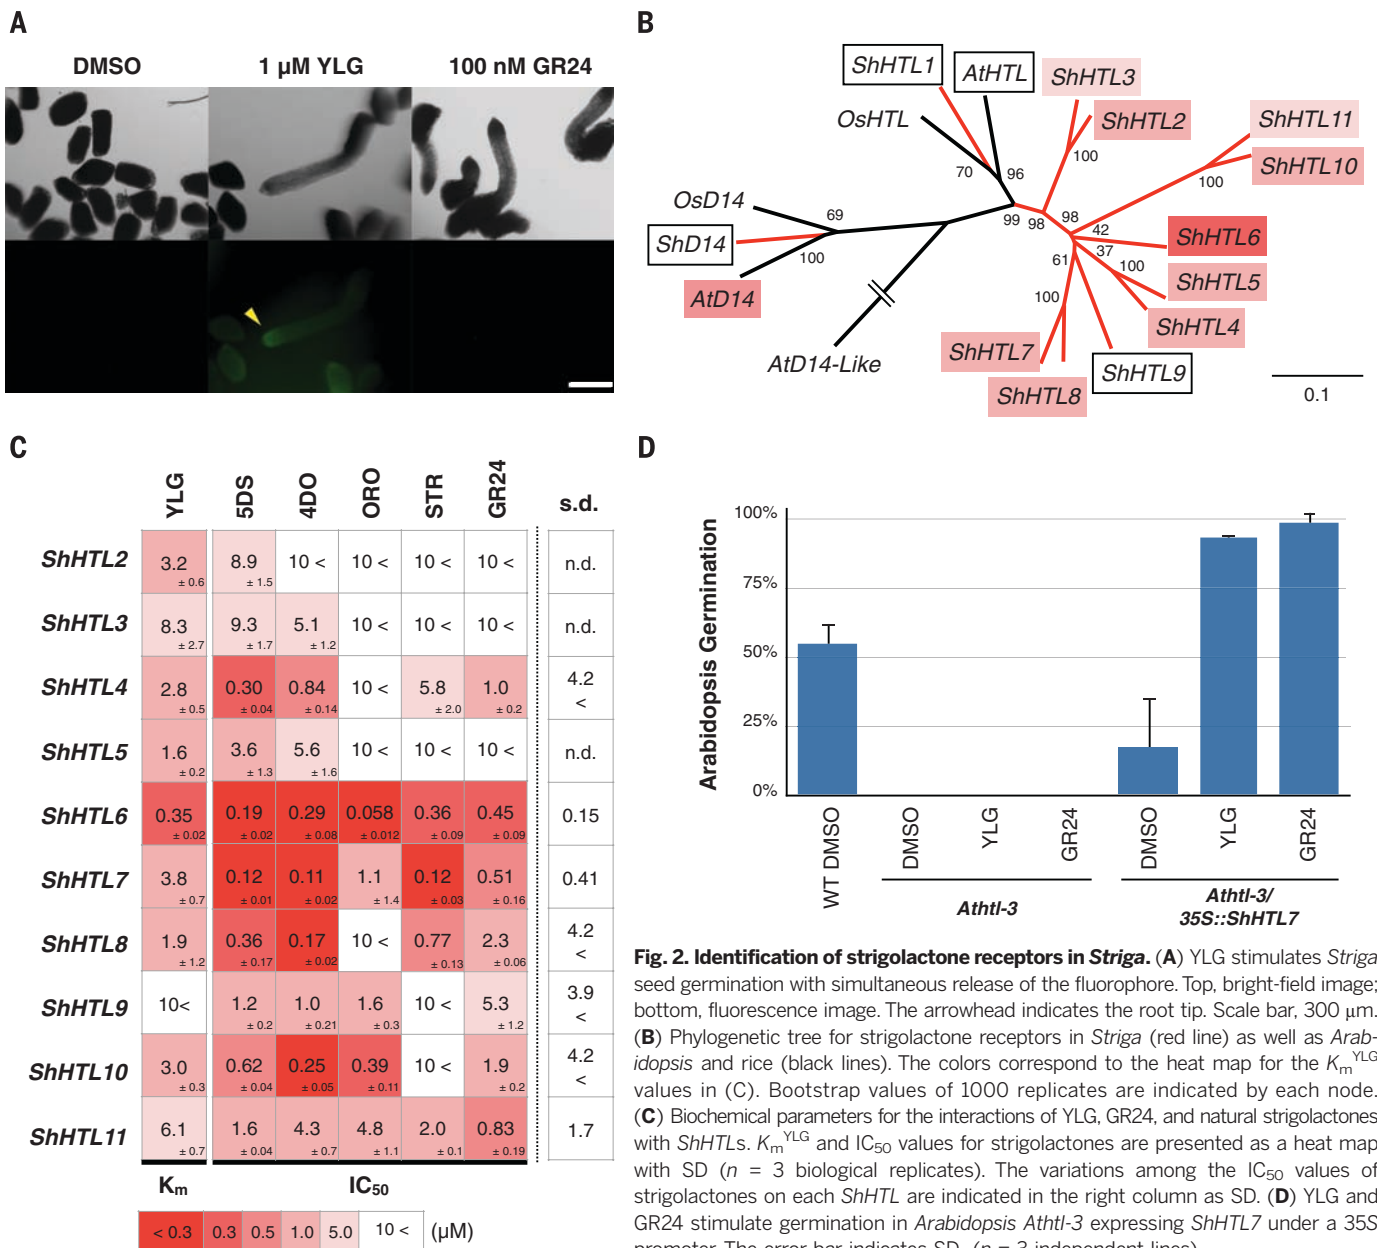 A
DMSO
1 µM YLG
100 nM GR24
B
ShHTL1
AtHTL
ShHTL3
OsHTL
ShHTL2
ShHTL11
100
70
96
100
ShHTL10
OsD14
69
99
98
98
42
ShHTL6
ShD14
37
61
100
100
ShHTL5
AtD14
100
ShHTL4
AtD14-Like
ShHTL7
ShHTL9
ShHTL8
0.1
C
YLG 5DS 4DO ORO STR GR24 s.d.
ShHTL2 3.2 ± 0.6 8.9 ± 1.5 10 < 10 < 10 < 10 < n.d.
ShHTL3 8.3 ± 2.7 9.3 ± 1.7 5.1 ± 1.2 10 < 10 < 10 < n.d.
ShHTL4 2.8 ± 0.5 0.30 ± 0.04 0.84 ± 0.14 10 < 5.8 ± 2.0 1.0 ± 0.2 4.2 <
ShHTL5 1.6 ± 0.2 3.6 ± 1.3 5.6 ± 1.6 10 < 10 < 10 < n.d.
ShHTL6 0.35 ± 0.02 0.19 ± 0.02 0.29 ± 0.08 0.058 ± 0.012 0.36 ± 0.09 0.45 ± 0.09 0.15
ShHTL7 3.8 ± 0.7 0.12 ± 0.01 0.11 ± 0.02 1.1 ± 1.4 0.12 ± 0.03 0.51 ± 0.16 0.41
ShHTL8 1.9 ± 1.2 0.36 ± 0.17 0.17 ± 0.02 10 < 0.77 ± 0.13 2.3 ± 0.06 4.2 <
ShHTL9 10< 1.2 ± 0.2 1.0 ± 0.21 1.6 ± 0.3 10 < 5.3 ± 1.2 3.9 <
ShHTL10 3.0 ± 0.3 0.62 ± 0.04 0.25 ± 0.05 0.39 ± 0.11 10 < 1.9 ± 0.2 4.2 <
ShHTL11 6.1 ± 0.7 1.6 ± 0.04 4.3 ± 0.7 4.8 ± 1.1 2.0 ± 0.1 0.83 ± 0.19 1.7
Km IC50
< 0.3 0.3 0.5 1.0 5.0 10 < (µM)
D
Arabidopsis Germination
100%
75%
50%
25%
0%
WT DMSO DMSO YLG GR24 DMSO YLG GR24
Athtl-3
Athtl-3/
35S::ShHTL7
Fig. 2. Identification of strigolactone receptors in Striga. (A) YLG stimulates Striga
seed germination with simultaneous release of the fluorophore. Top, bright-field image;
bottom, fluorescence image. The arrowhead indicates the root tip. Scale bar, 300 µm.
(B) Phylogenetic tree for strigolactone receptors in Striga (red line) as well as Arab-
idopsis and rice (black lines). The colors correspond to the heat map for the KmYLG
values in (C). Bootstrap values of 1000 replicates are indicated by each node.
(C) Biochemical parameters for the interactions of YLG, GR24, and natural strigolactones
with ShHTLs. KmYLG and IC50 values for strigolactones are presented as a heat map
with SD (n = 3 biological replicates). The variations among the IC50 values of
strigolactones on each ShHTL are indicated in the right column as SD. (D) YLG and
GR24 stimulate germination in Arabidopsis Athtl-3 expressing ShHTL7 under a 35S
promoter. The error bar indicates SD (n = 3 independent lines).